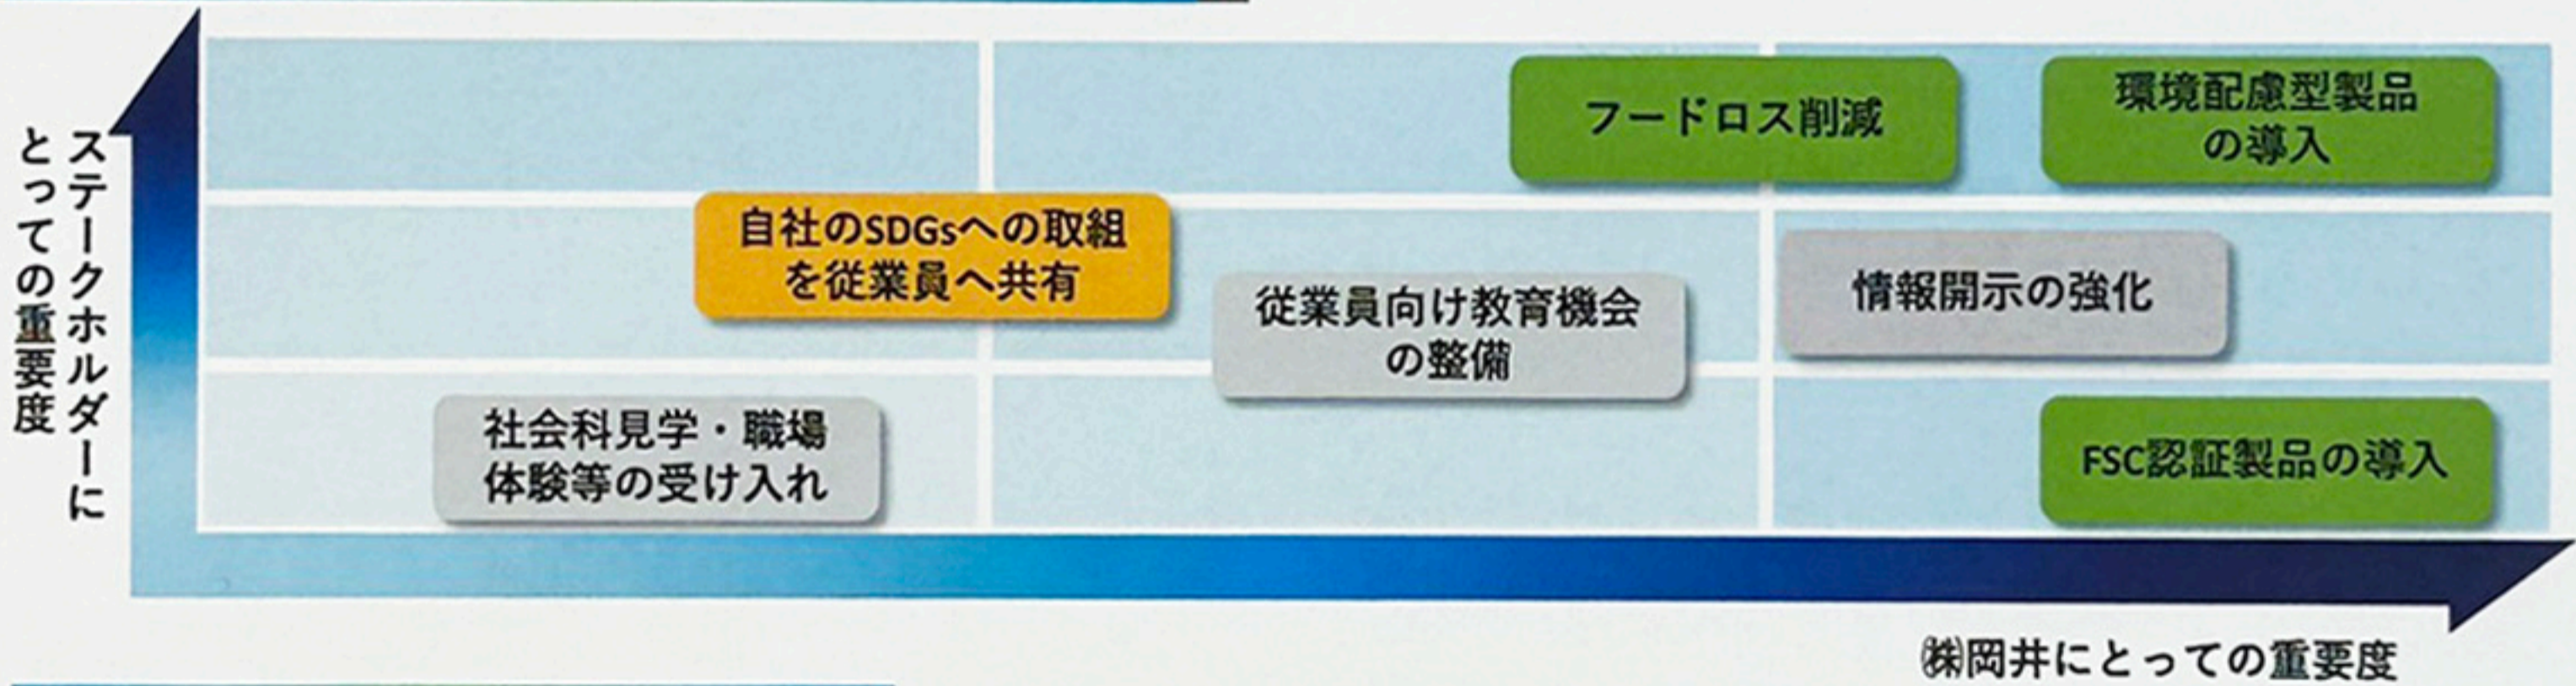 ステークホルダーに
とっての重要度
フードロス削減
環境配慮型製品
の導入
自社のSDGsへの取組
を従業員へ共有
従業員向け教育機会
の整備
情報開示の強化
社会科見学・職場
体験等の受け入れ
FSC認証製品の導入
㈱岡井にとっての重要度